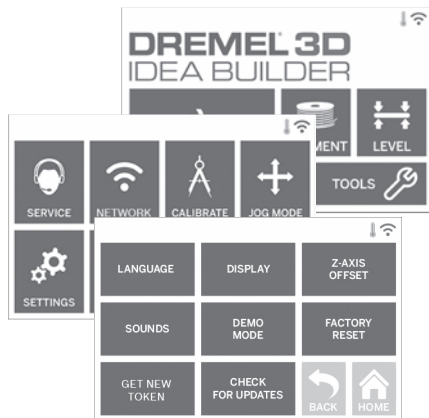 DREMEL® 3D
IDEA BUILDER
LEVEL
TOOLS
SERVICE
NETWORK
CALIBRATE
JOG MODE
SETTINGS
LANGUAGE
DISPLAY
Z-AXIS
OFFSET
SOUNDS
DEMO
MODE
FACTORY
RESET
GET NEW
TOKEN
CHECK
FOR UPDATES
BACK
HOME